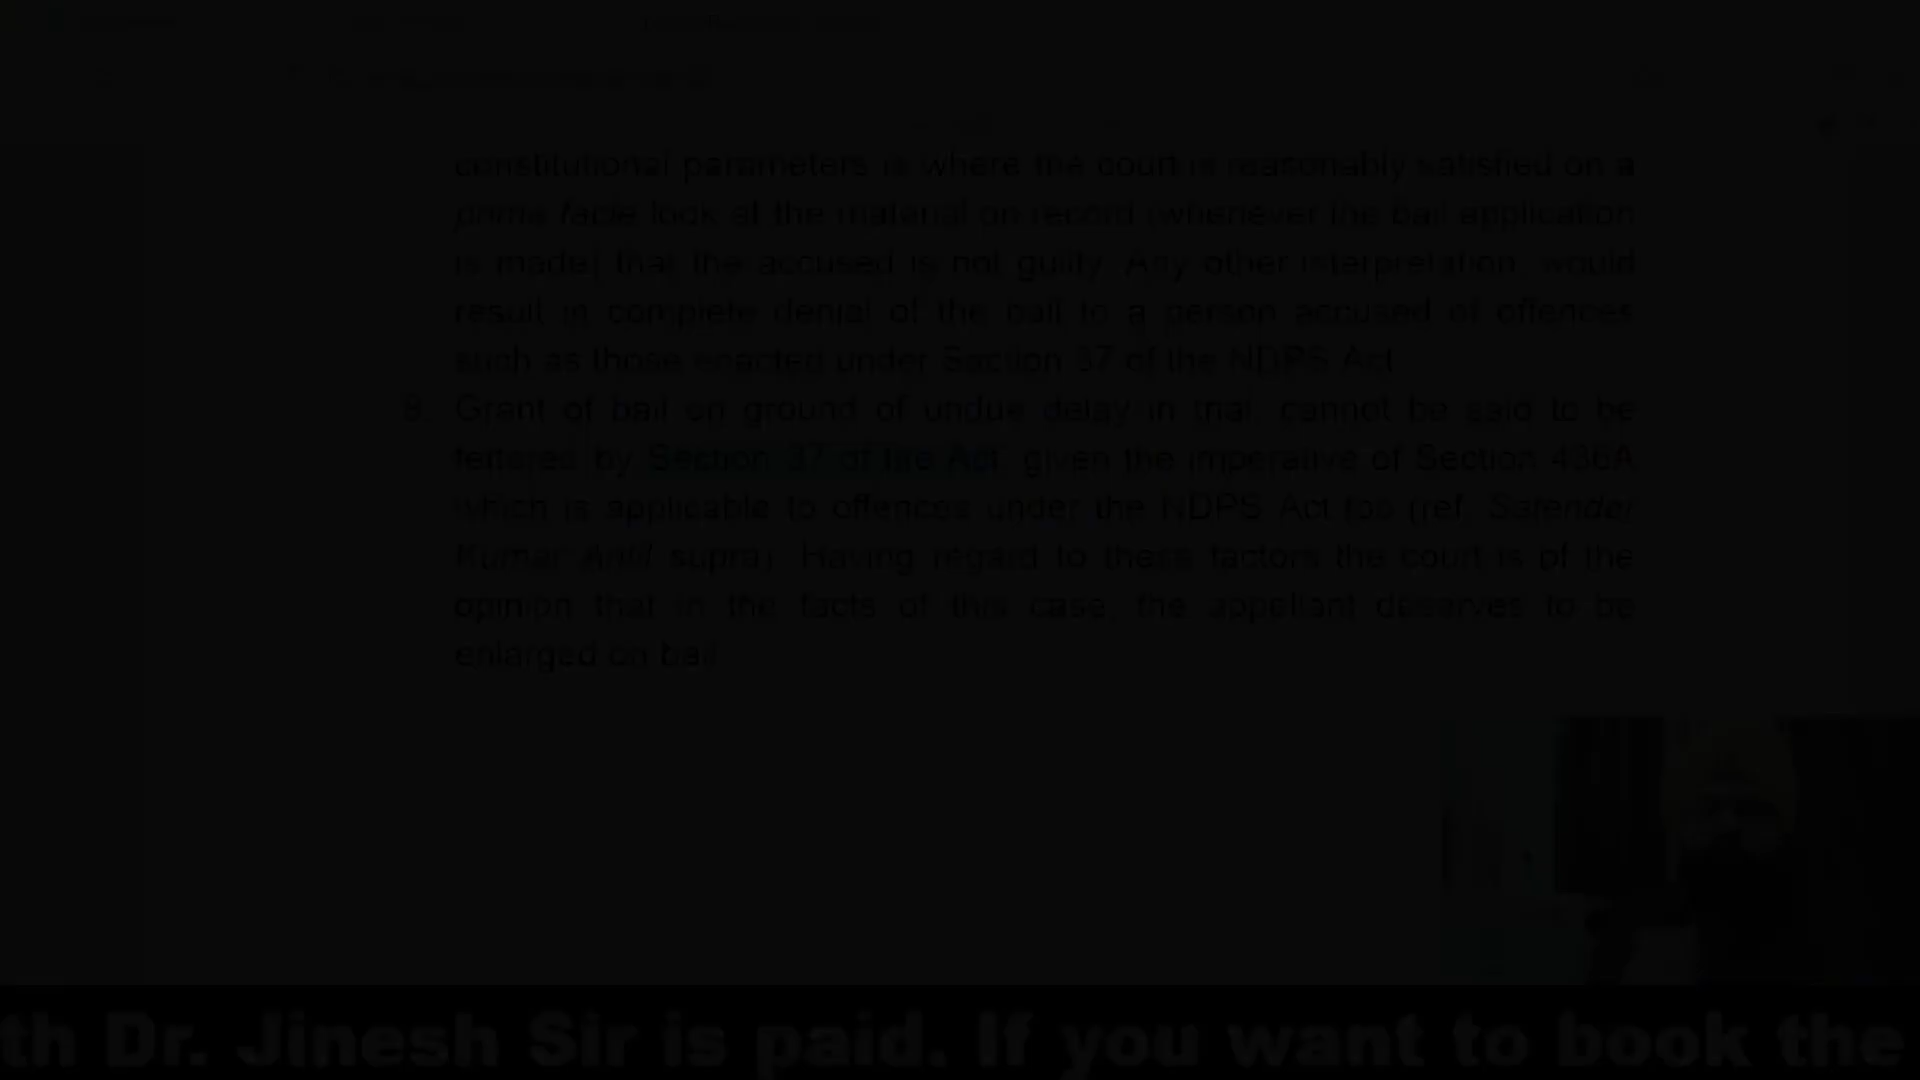 constitutional parameters is where the court is reasonably satisfied on a
prima facie look at the material on record (whenever the bail application
is made) that the accused is not guilty. Any other interpretation, would
result in complete denial of the bail to a person accused of offences
such as those enacted under Section 37 of the NDPS Act.
8. Grant of bail on ground of undue delay in trial, cannot be said to be
fettered by Section 37 of the Act, given the imperative of Section 436A
which is applicable to offences under the NDPS Act too (ref. Satender
Kumar Antil supra). Having regard to these factors the court is of the
opinion that in the facts of this case, the appellant deserves to be
enlarged on bail.
th Dr. Jinesh Sir is paid. If you want to book the